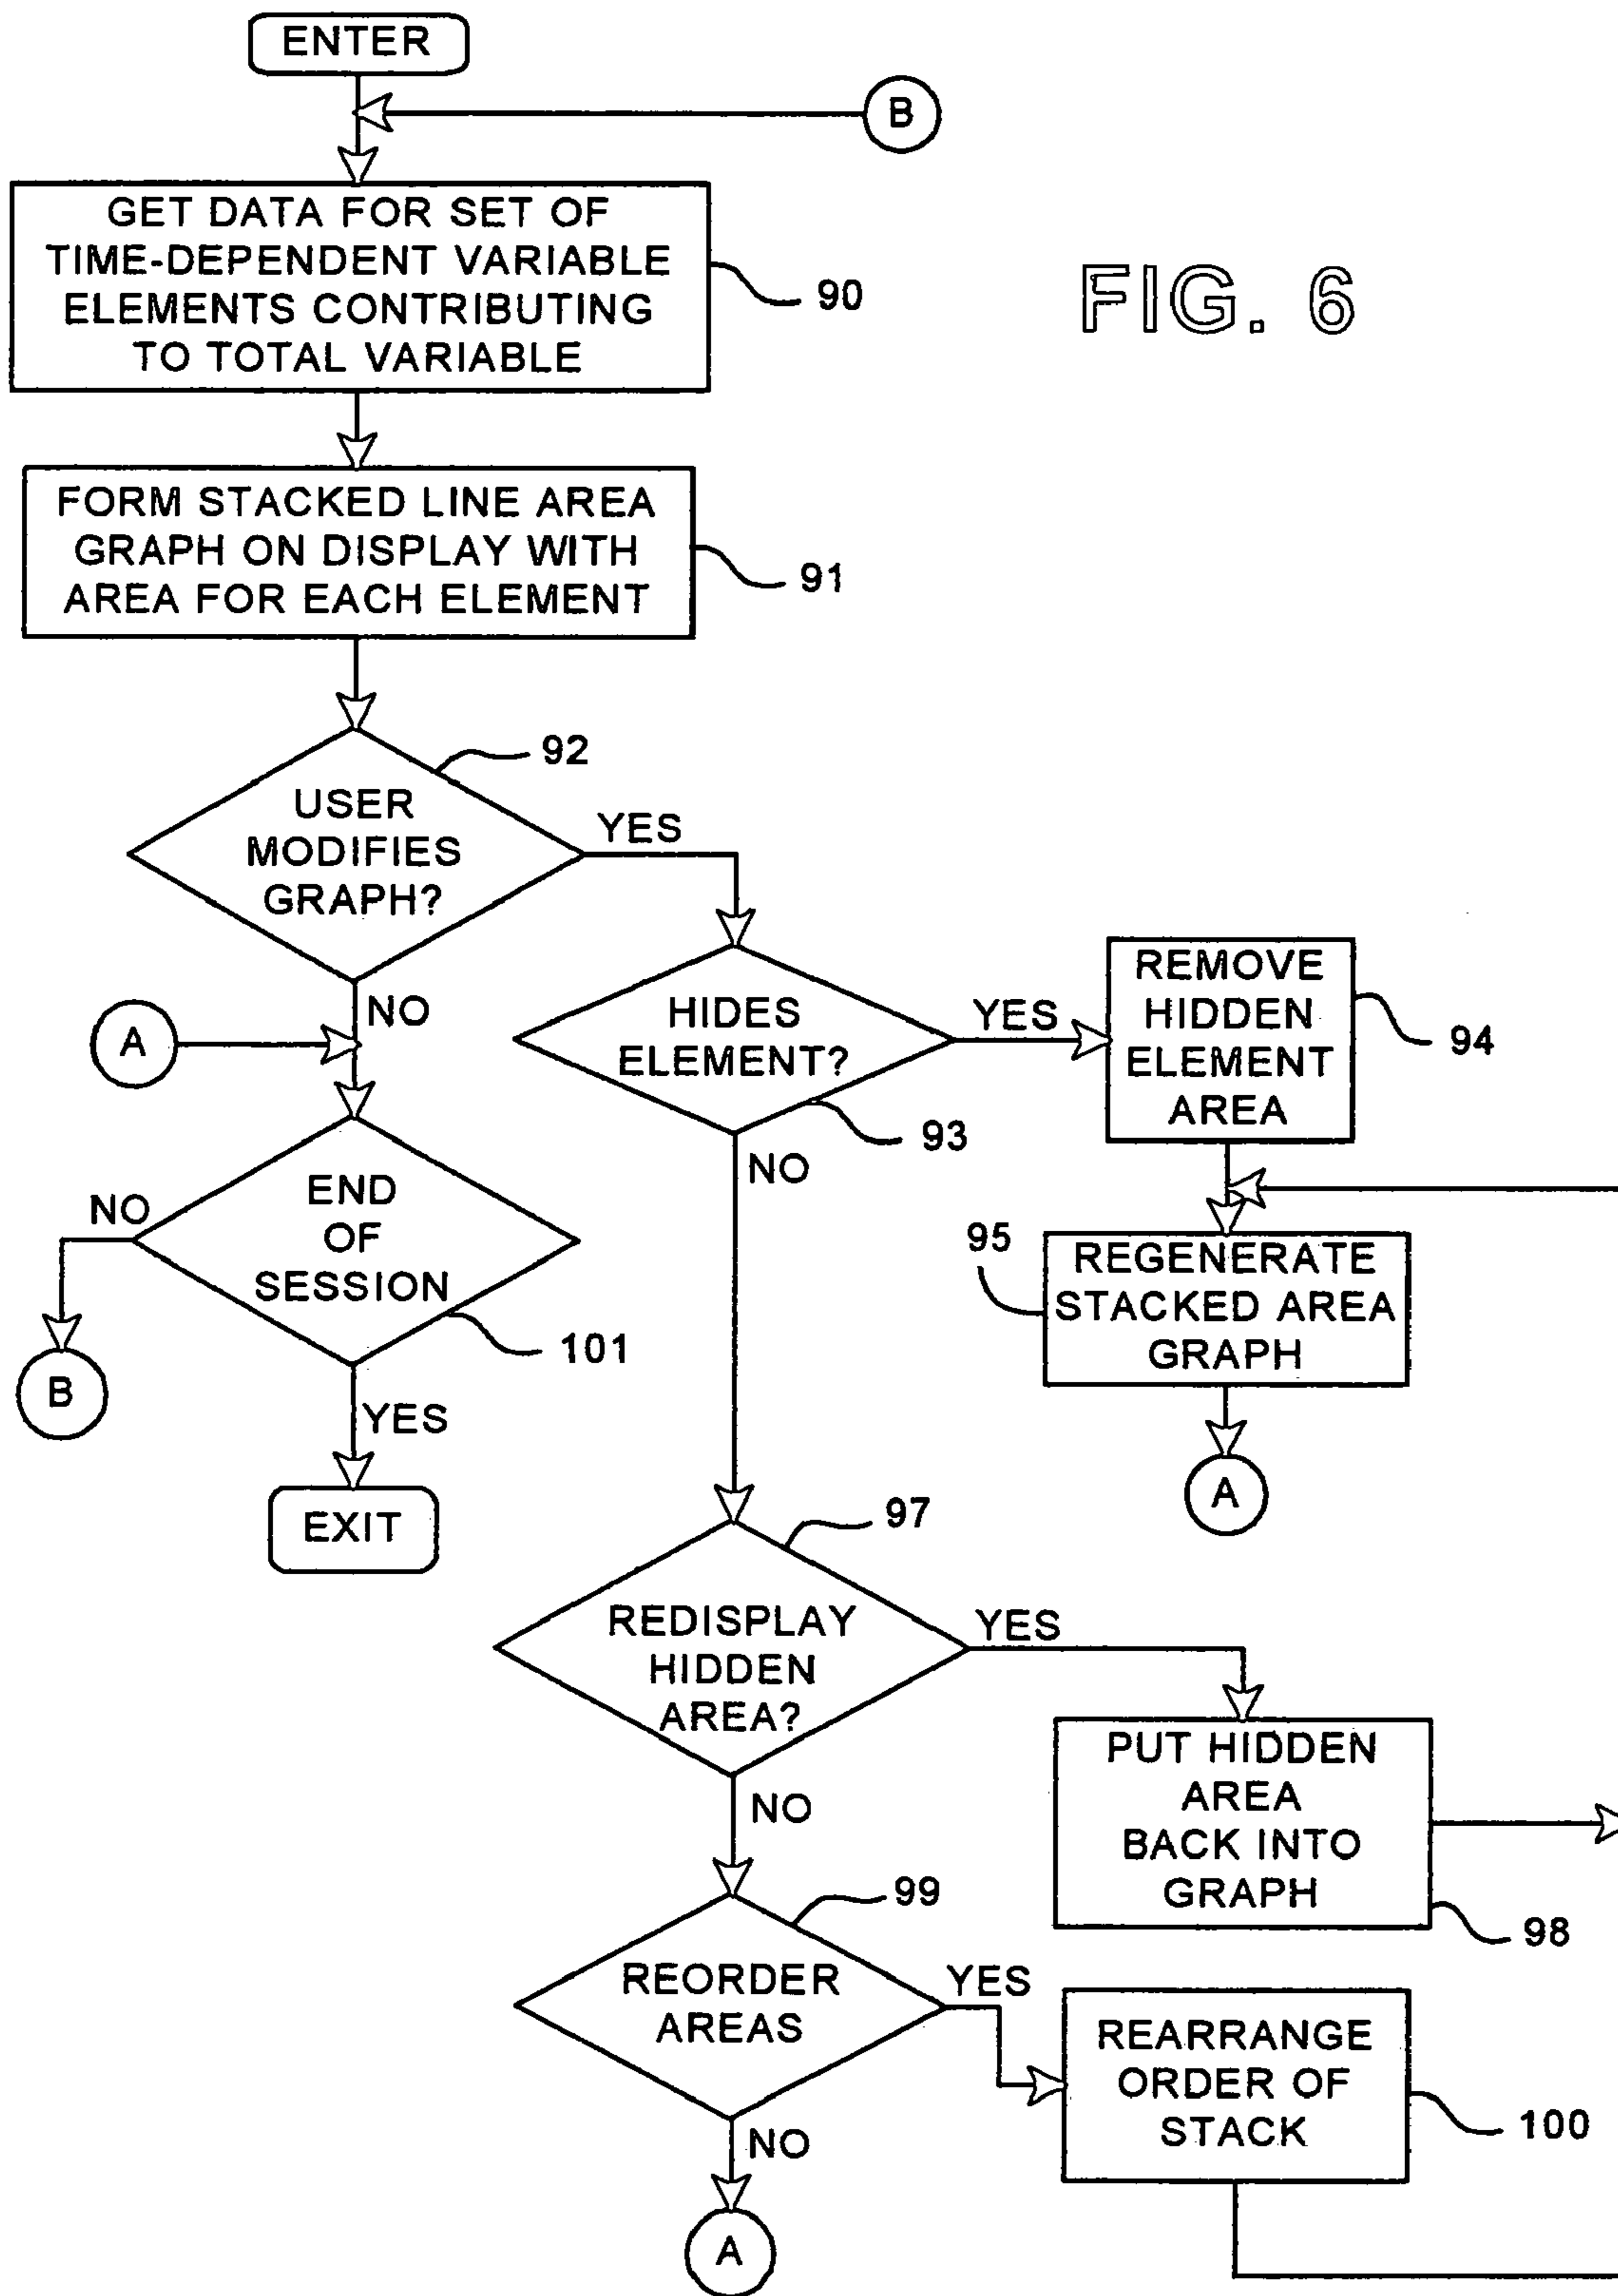 ENTER
B
GET DATA FOR SET OF
TIME-DEPENDENT VARIABLE
ELEMENTS CONTRIBUTING
TO TOTAL VARIABLE
90
FIG. 6
FORM STACKED LINE AREA
GRAPH ON DISPLAY WITH
AREA FOR EACH ELEMENT
91
92
USER
MODIFIES
GRAPH?
YES
NO
A
HIDES
ELEMENT?
93
YES
REMOVE
HIDDEN
ELEMENT
AREA
94
NO
END
OF
SESSION
101
NO
B
YES
EXIT
95
REGENERATE
STACKED AREA
GRAPH
A
97
REDISPLAY
HIDDEN
AREA?
YES
PUT HIDDEN
AREA
BACK INTO
GRAPH
98
NO
99
REORDER
AREAS
YES
REARRANGE
ORDER OF
STACK
100
NO
A